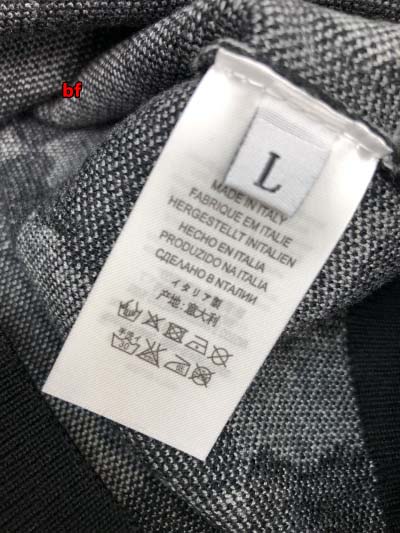 bf
L
MADE IN ITALY
FABRIQUE EN ITALIE
HERGESTELLT IN ITALIEN
HECHO EN ITALIA
PRODUZIDO NA ITALIA
СДЕЛАНО В ИТАЛИИ
イタリア製
产地:意大利